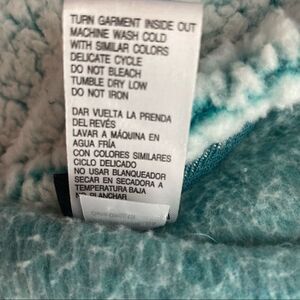 TURN GARMENT INSIDE OUT
MACHINE WASH COLD
WITH SIMILAR COLORS
DELICATE CYCLE
DO NOT BLEACH
TUMBLE DRY LOW
DO NOT IRON
DAR VUELTA LA PRENDA
DEL REVÉS
LAVAR A MÁQUINA EN
AGUA FRÍA
CON COLORES SIMILARES
CICLO DELICADO
NO USAR BLANQUEADOR
SECAR EN SECADORA A
TEMPERATURA BAJA
NO PLANCHAR